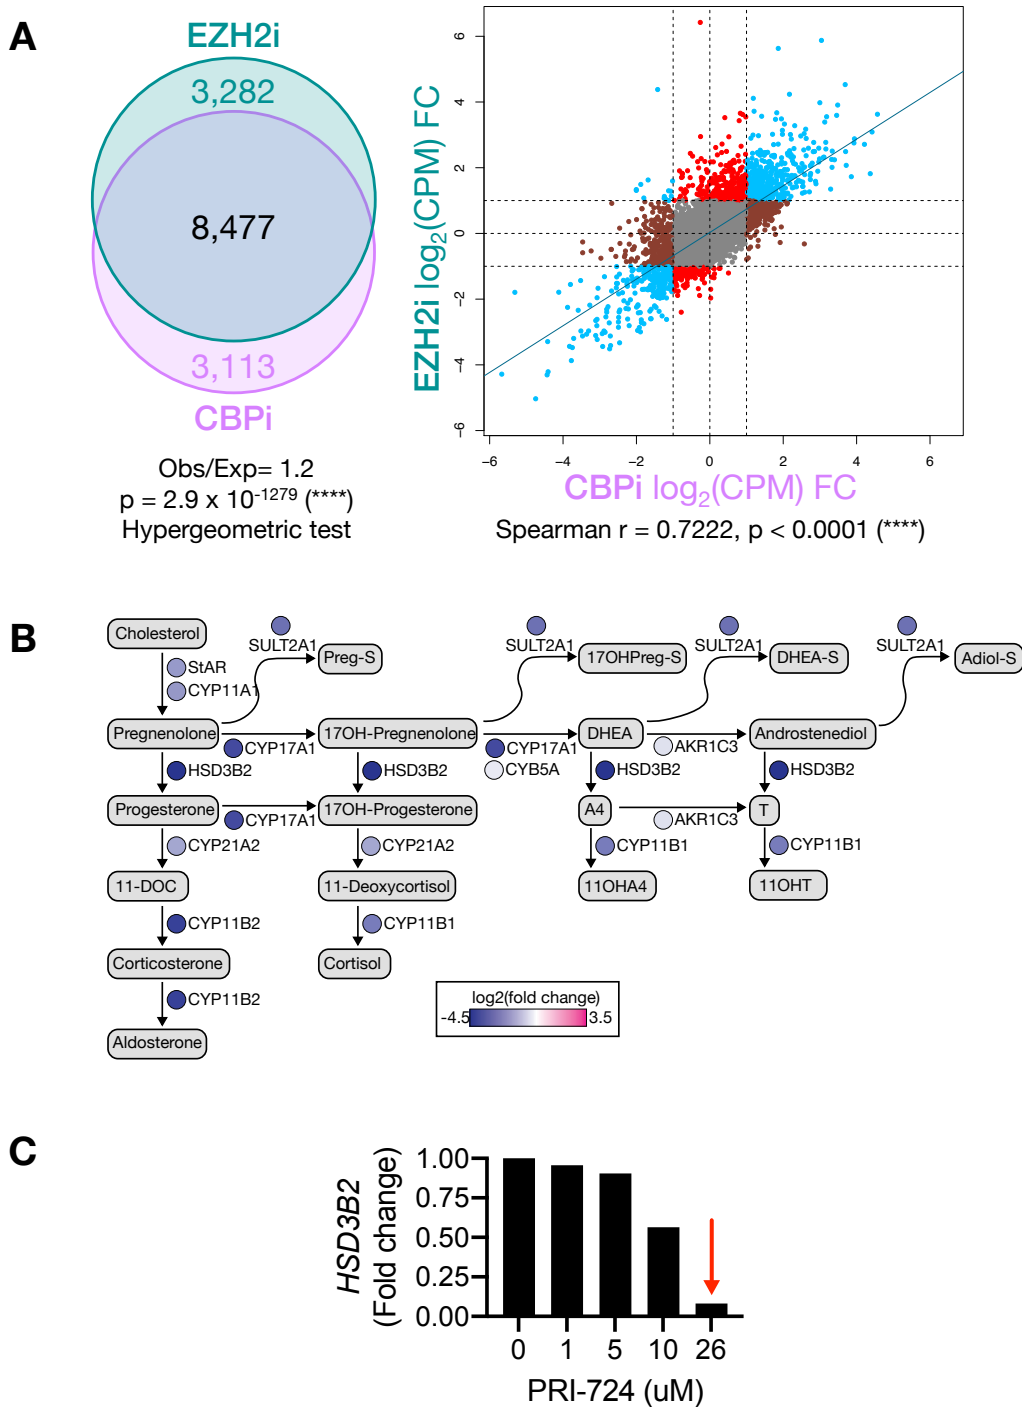 A
EZH2i
3,282
8,477
3,113
CBPi
Obs/Exp= 1.2
p = 2.9 x 10-1279 (****)
Hypergeometric test
EZH2i log2(CPM) FC
6
4
2
0
−2
−4
−6
−6 −4 −2 0 2 4 6
CBPi log2(CPM) FC
Spearman r = 0.7222, p < 0.0001 (****)
B
Cholesterol
SULT2A1
SULT2A1
SULT2A1
SULT2A1
StAR
CYP11A1
Preg-S
17OHPreg-S
DHEA-S
Adiol-S
Pregnenolone
17OH-Pregnenolone
DHEA
Androstenediol
CYP17A1
CYP17A1
CYB5A
AKR1C3
HSD3B2
HSD3B2
HSD3B2
HSD3B2
Progesterone
17OH-Progesterone
A4
T
CYP17A1
AKR1C3
CYP21A2
CYP21A2
CYP11B1
CYP11B1
11-DOC
11-Deoxycortisol
11OHA4
11OHT
CYP11B2
CYP11B1
Corticosterone
Cortisol
CYP11B2
Aldosterone
log2(fold change)
-4.5 3.5
C
HSD3B2
(Fold change)
1.00
0.75
0.50
0.25
0.00
0 1 5 10 26
PRI-724 (uM)